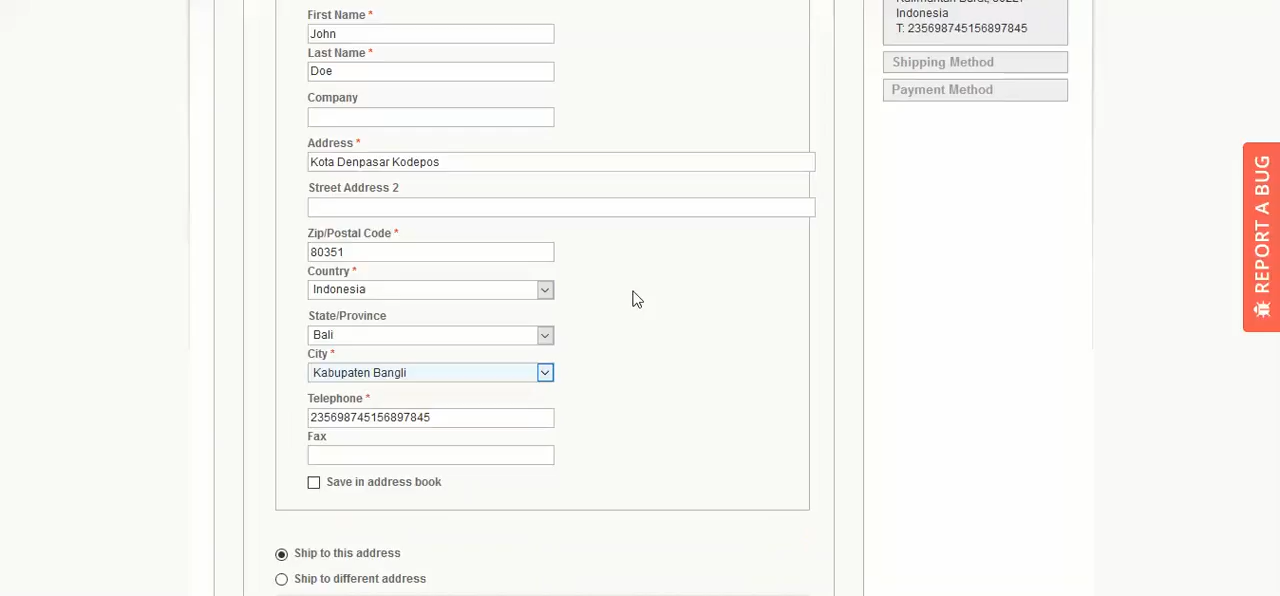 First Name *
John
Last Name *
Doe
Company
Address *
Kota Denpasar Kodepos
Street Address 2
Zip/Postal Code *
80351
Country *
Indonesia
State/Province
Bali
City *
Kabupaten Bangli
Telephone *
235698745156897845
Fax
Save in address book
Ship to this address
Ship to different address
Indonesia
T: 235698745156897845
Shipping Method
Payment Method
REPORT A BUG